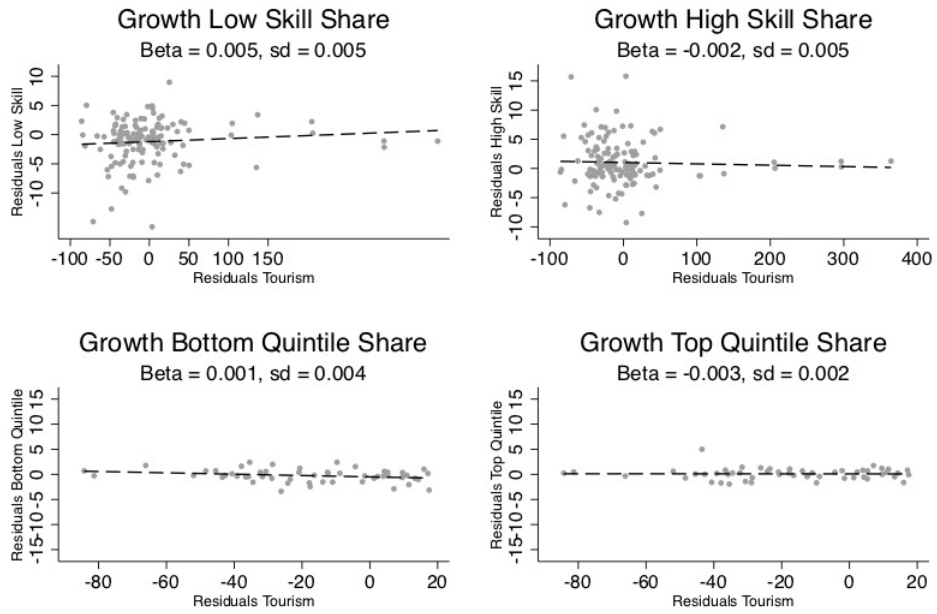 Growth Low Skill Share
Beta = 0.005, sd = 0.005
Residuals Low Skill
10
5
0
-5
-10
-100 -50 0 50 100 150
Residuals Tourism
Growth High Skill Share
Beta = -0.002, sd = 0.005
Residuals High Skill
15
10
5
0
-5
-10
-100 0 100 200 300 400
Residuals Tourism
Growth Bottom Quintile Share
Beta = 0.001, sd = 0.004
Residuals Bottom Quintile
15
10
5
0
-5
-10
-15
-80 -60 -40 -20 0 20
Residuals Tourism
Growth Top Quintile Share
Beta = -0.003, sd = 0.002
Residuals Top Quintile
15
10
5
0
-5
-10
-15
-80 -60 -40 -20 0 20
Residuals Tourism